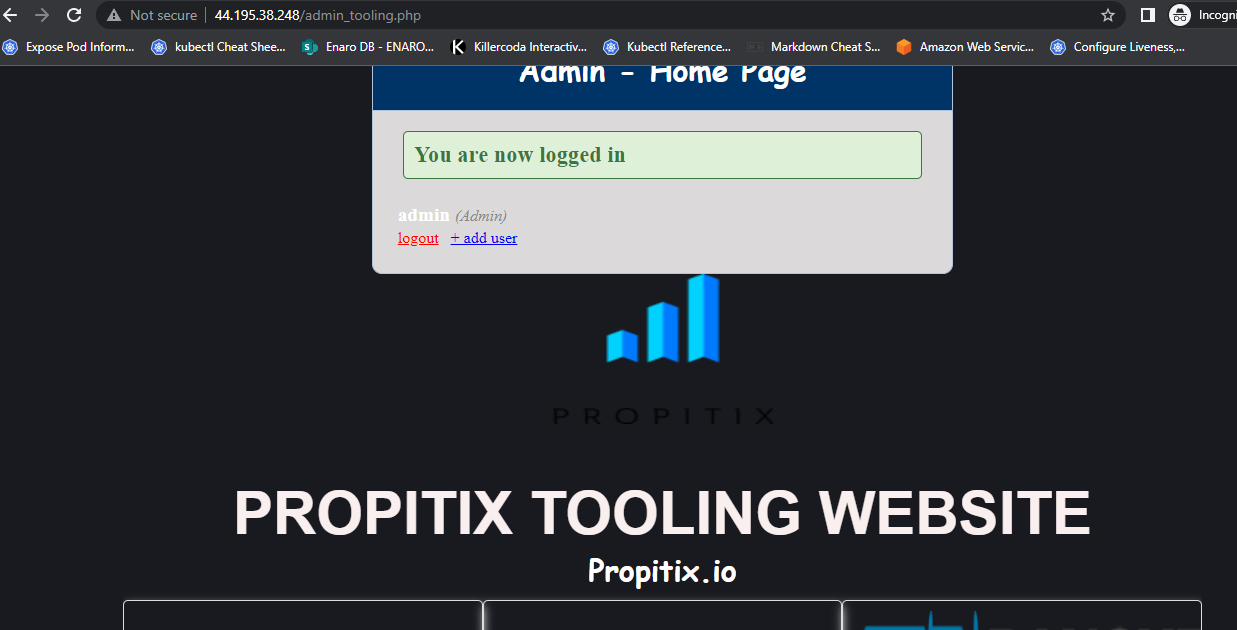 Not secure 44.195.38.248/admin_tooling.php Incogni
Expose Pod Inform... kubectl Cheat Shee... Enaro DB - ENARO... Killercoda Interactiv... Kubectl Reference... Markdown Cheat S... Amazon Web Servic... Configure Liveness,...
Admin - Home Page
You are now logged in
admin (Admin)
logout + add user
PROPITIX
PROPITIX TOOLING WEBSITE
Propitix.io